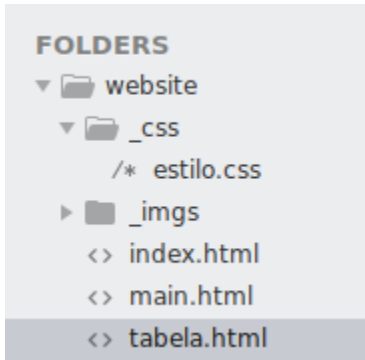 FOLDERS
website
_css
/* estilo.css
_imgs
<> index.html
<> main.html
<> tabela.html